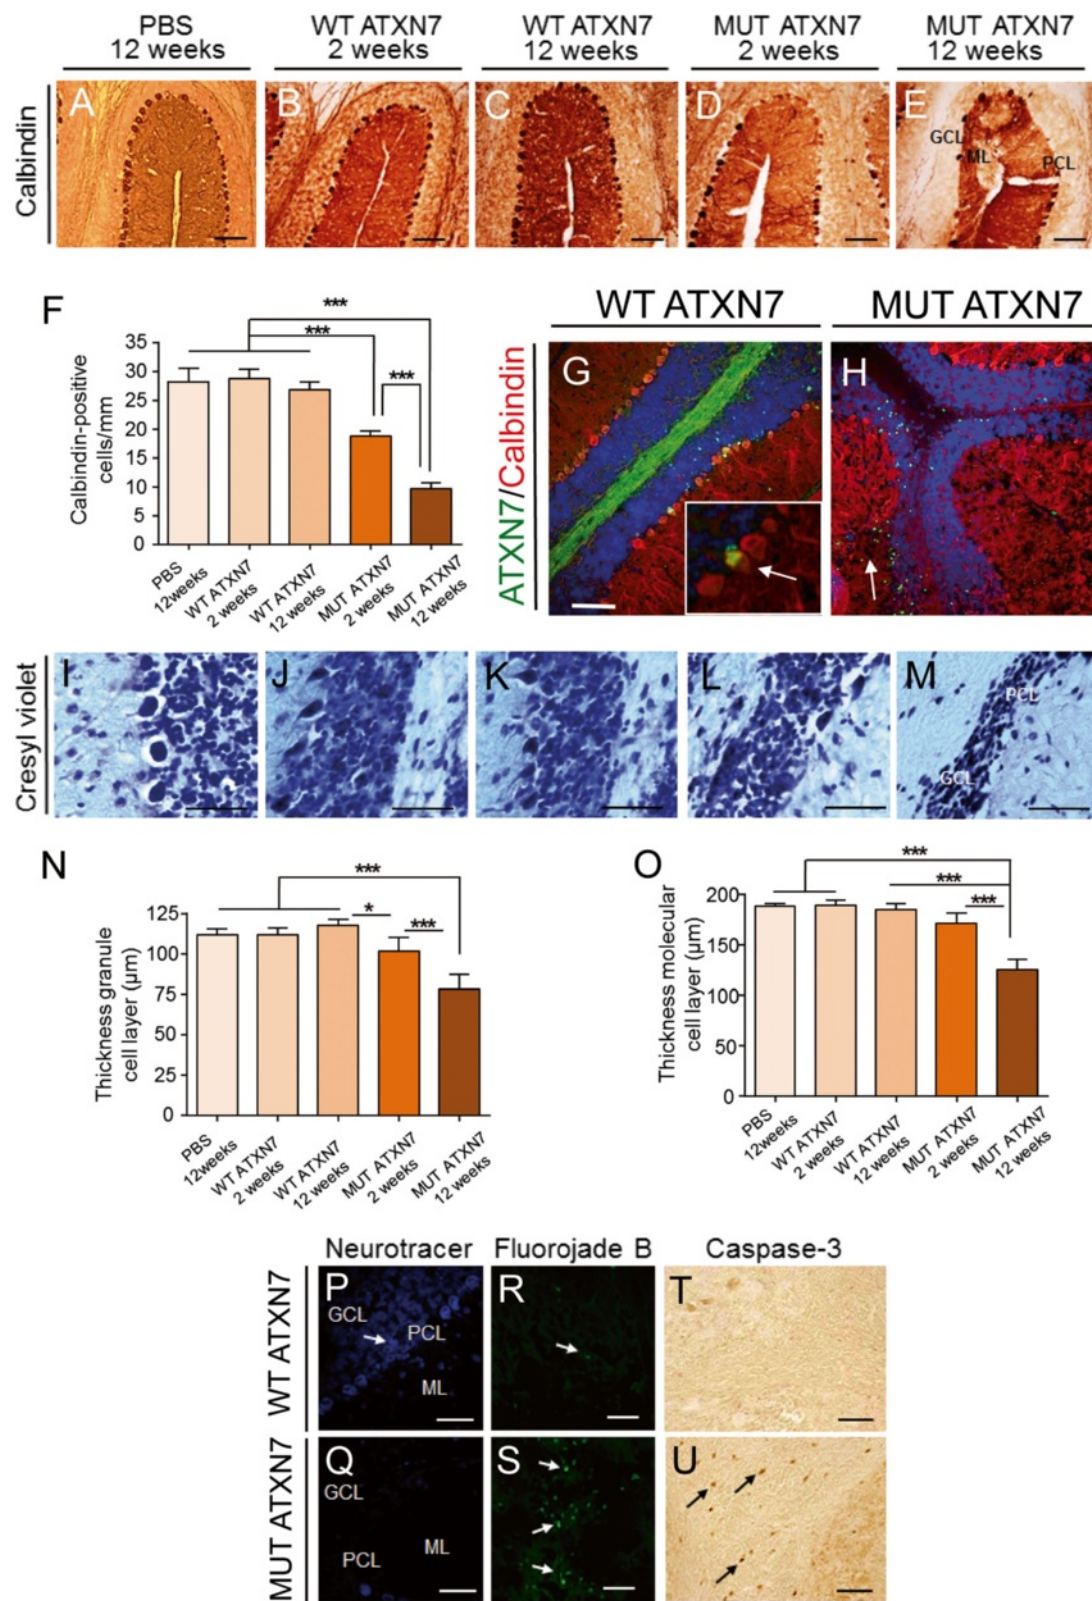 PBS
12 weeks
WT ATXN7
2 weeks
WT ATXN7
12 weeks
MUT ATXN7
2 weeks
MUT ATXN7
12 weeks
Calbindin
A
B
C
D
E
GCL
ML
PCL
F
***
***
***
Calbindin-positive
cells/mm
35
30
25
20
15
10
5
0
PBS
12weeks
WT ATXN7
2 weeks
WT ATXN7
12 weeks
MUT ATXN7
2 weeks
MUT ATXN7
12 weeks
WT ATXN7
MUT ATXN7
ATXN7/Calbindin
G
H
Cresyl violet
I
J
K
L
M
PCL
GCL
N
***
*
***
Thickness granule
cell layer (µm)
125
100
75
50
25
0
PBS
12weeks
WT ATXN7
2 weeks
WT ATXN7
12 weeks
MUT ATXN7
2 weeks
MUT ATXN7
12 weeks
O
***
***
***
Thickness molecular
cell layer (µm)
200
150
100
50
0
PBS
12weeks
WT ATXN7
2 weeks
WT ATXN7
12 weeks
MUT ATXN7
2 weeks
MUT ATXN7
12 weeks
Neurotracer
Fluorojade B
Caspase-3
WT ATXN7
P
GCL
PCL
ML
R
T
MUT ATXN7
Q
GCL
ML
PCL
S
U